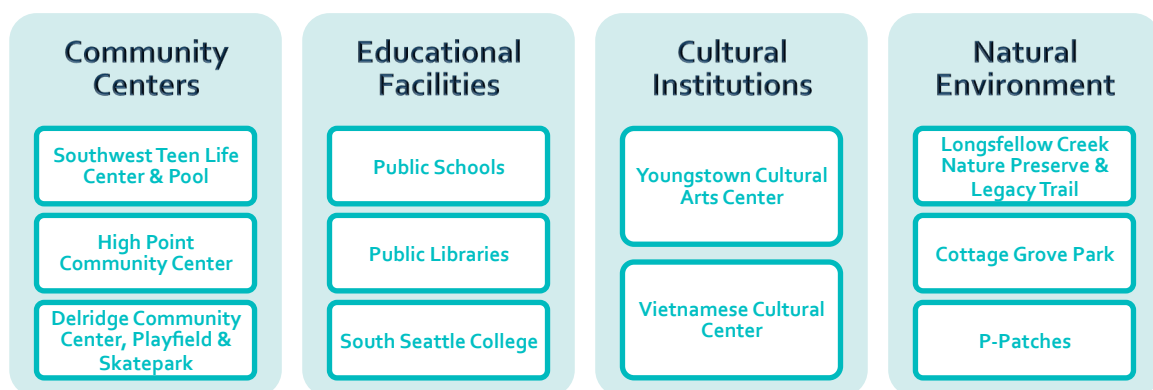 Community
Centers
Southwest Teen Life
Center & Pool
High Point
Community Center
Delridge Community
Center, Playfield &
Skatepark
Educational
Facilities
Public Schools
Public Libraries
South Seattle College
Cultural
Institutions
Youngstown Cultural
Arts Center
Vietnamese Cultural
Center
Natural
Environment
Longsfellow Creek
Nature Preserve &
Legacy Trail
Cottage Grove Park
P-Patches